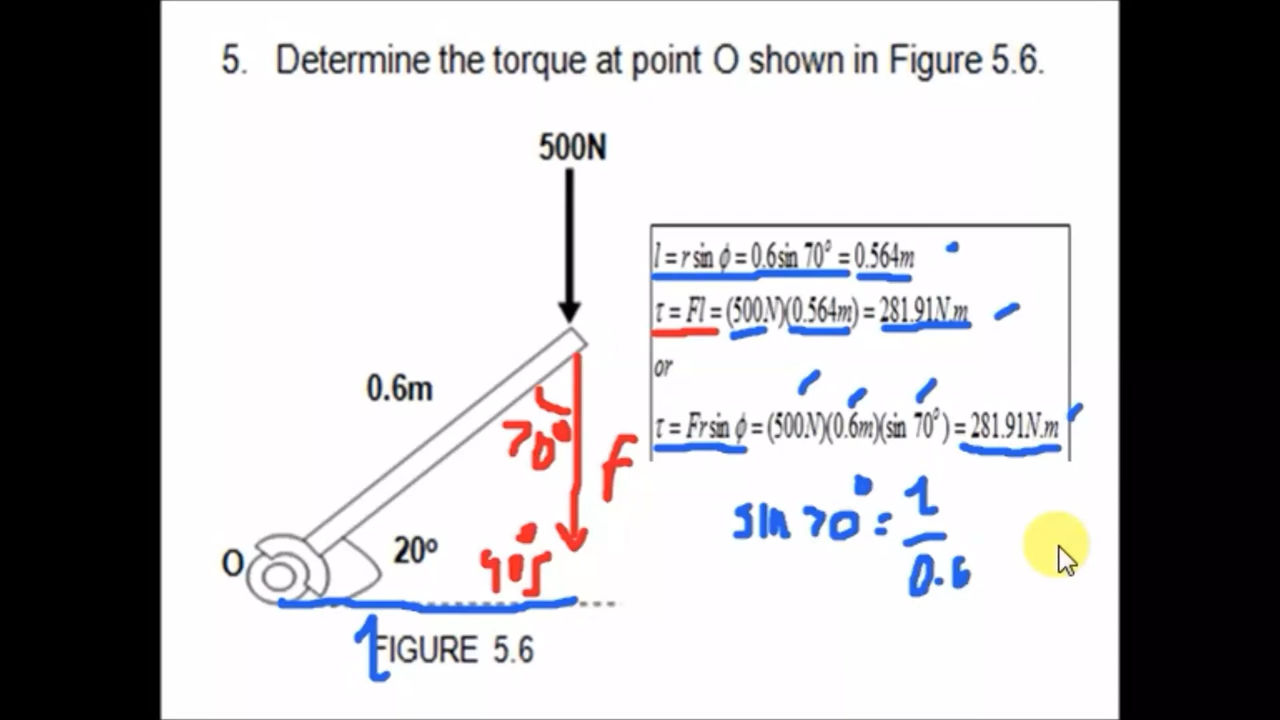 5. Determine the torque at point O shown in Figure 5.6.
500N
l = r sin ϕ = 0.6sin 70° = 0.564m
τ = Fl = (500N)(0.564m) = 281.91N.m
or
τ = Fr sin ϕ = (500N)(0.6m)(sin 70°) = 281.91N.m
0.6m
70°
F
sin 70° = l/0.6
O
20°
90°
l
FIGURE 5.6